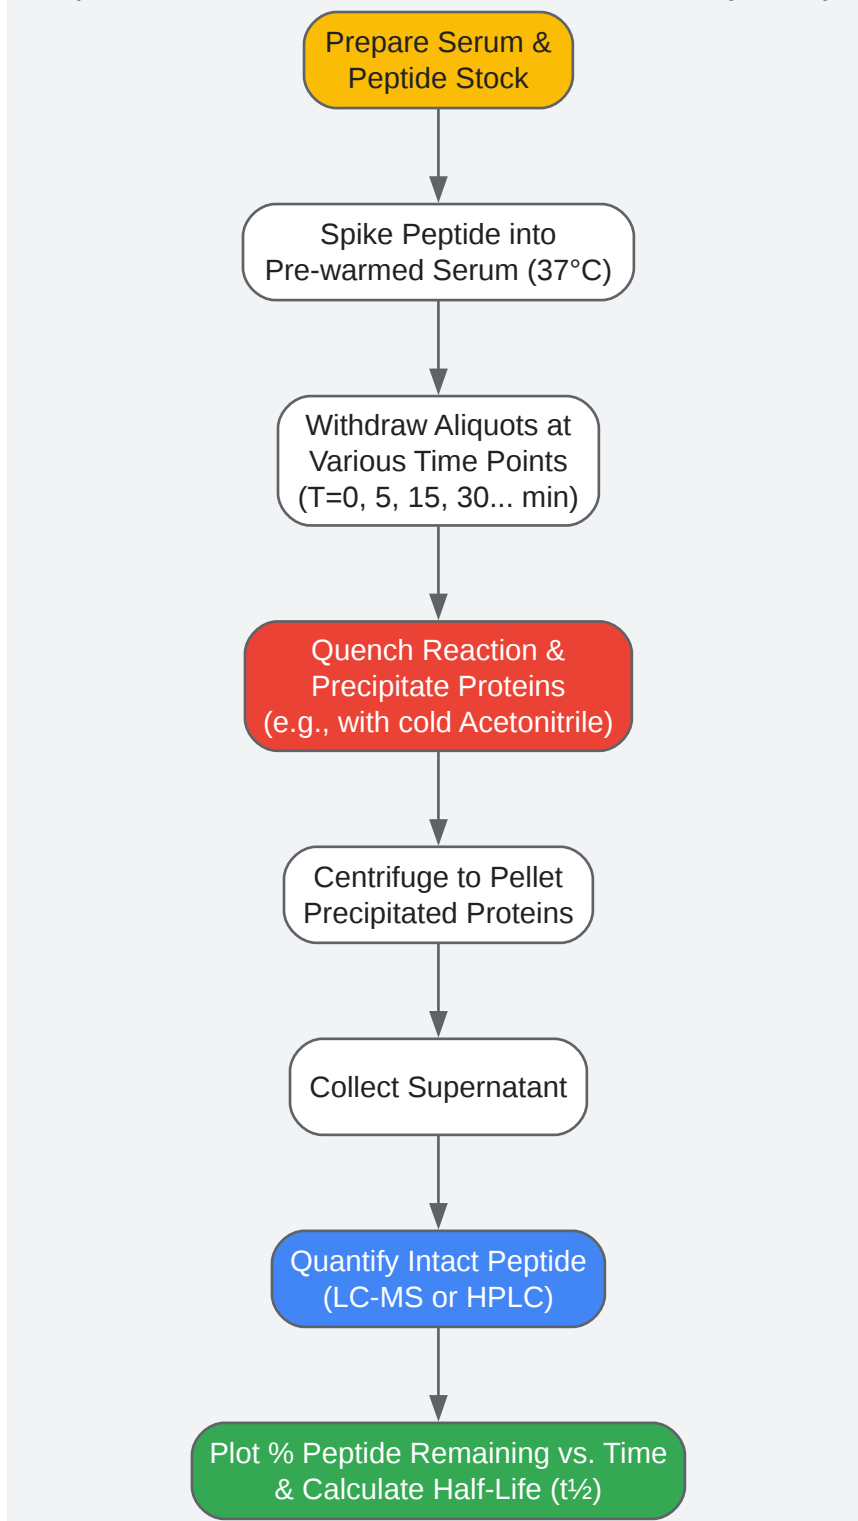 Prepare Serum &
Peptide Stock
Spike Peptide into
Pre-warmed Serum (37°C)
Withdraw Aliquots at
Various Time Points
(T=0, 5, 15, 30... min)
Quench Reaction &
Precipitate Proteins
(e.g., with cold Acetonitrile)
Centrifuge to Pellet
Precipitated Proteins
Collect Supernatant
Quantify Intact Peptide
(LC-MS or HPLC)
Plot % Peptide Remaining vs. Time
& Calculate Half-Life (t½)